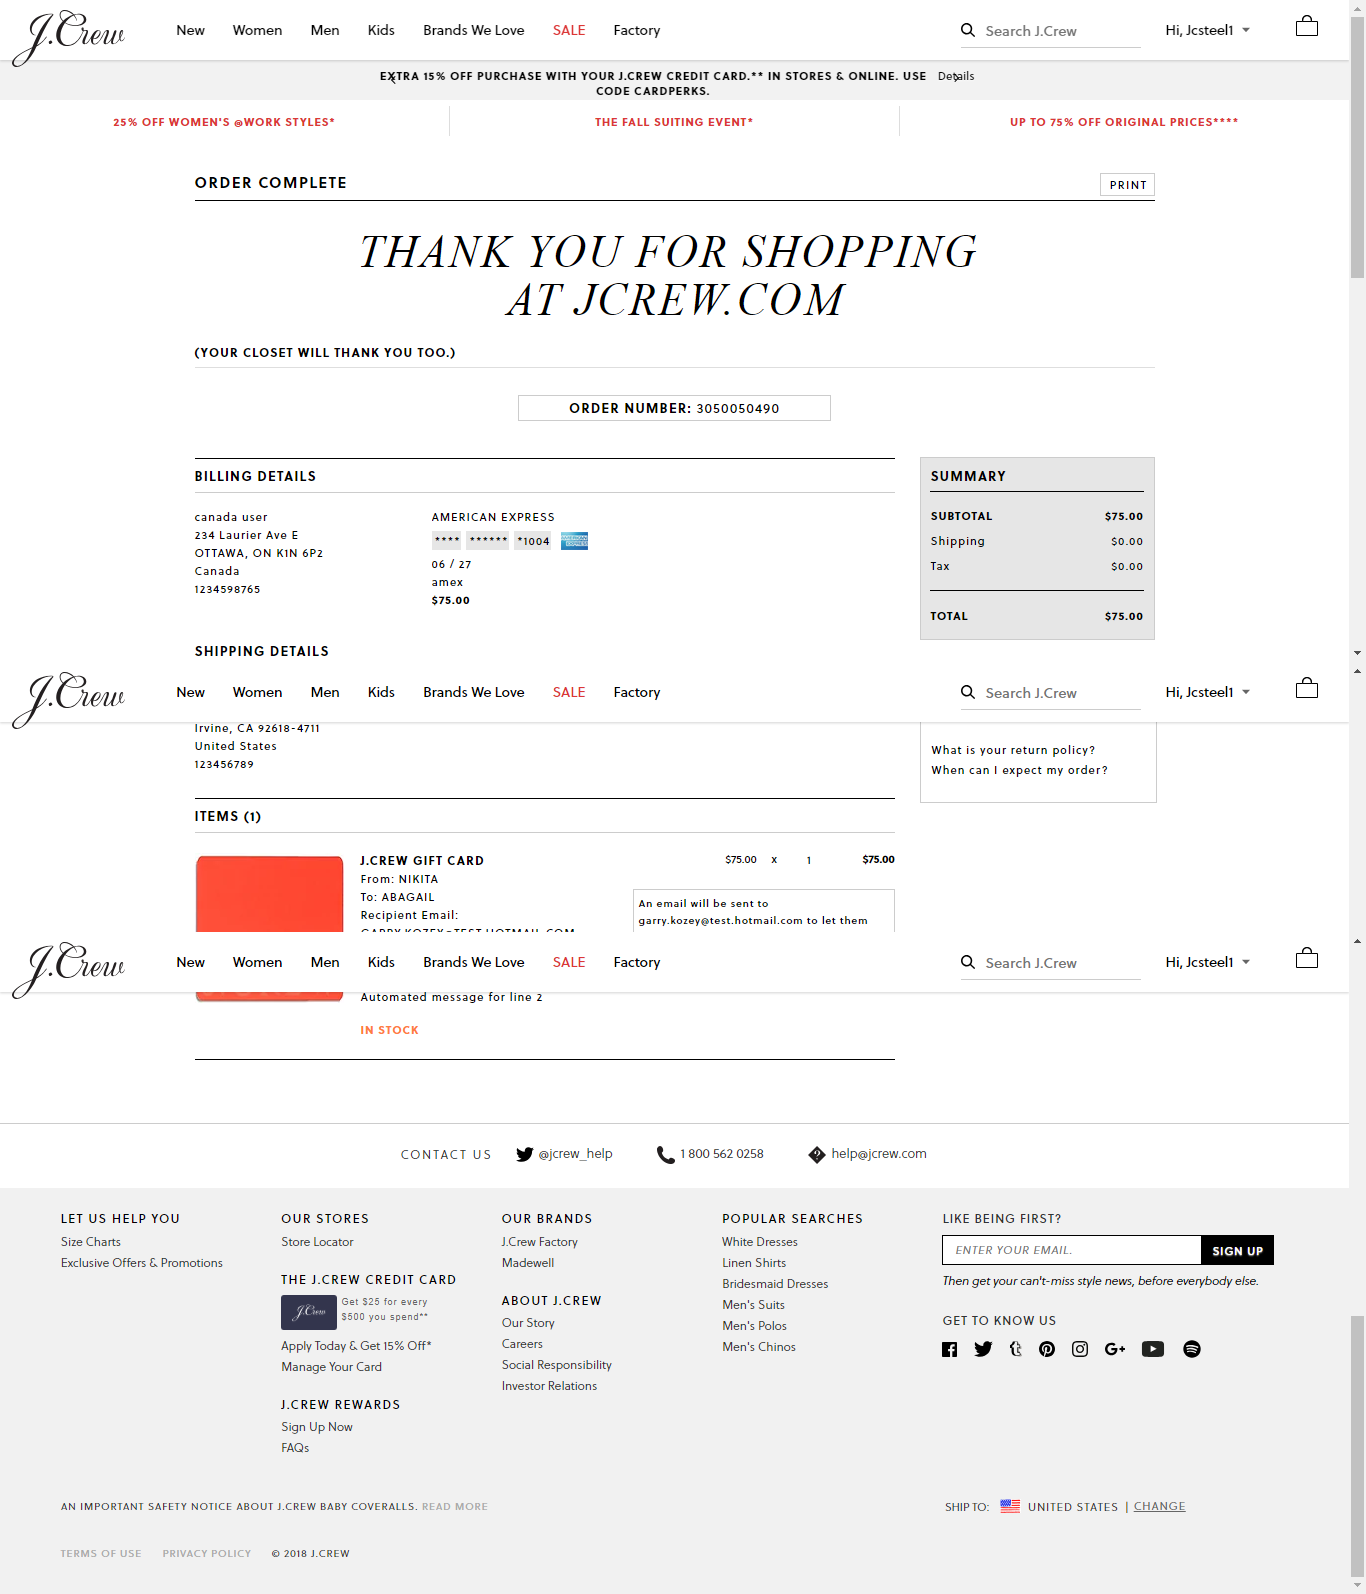 J.Crew
New Women Men Kids Brands We Love SALE Factory
Search J.Crew
Hi, Jcsteel1
EXTRA 15% OFF PURCHASE WITH YOUR J.CREW CREDIT CARD.** IN STORES & ONLINE. USE Details
CODE CARDPERKS.
25% OFF WOMEN'S @WORK STYLES*
THE FALL SUITING EVENT*
UP TO 75% OFF ORIGINAL PRICES****
ORDER COMPLETE
PRINT
THANK YOU FOR SHOPPING
AT JCREW.COM
(YOUR CLOSET WILL THANK YOU TOO.)
ORDER NUMBER: 3050050490
BILLING DETAILS
canada user
234 Laurier Ave E
OTTAWA, ON K1N 6P2
Canada
1234598765
AMERICAN EXPRESS
**** ****** *1004
06 / 27
amex
$75.00
SUMMARY
SUBTOTAL $75.00
Shipping $0.00
Tax $0.00
TOTAL $75.00
SHIPPING DETAILS
J.Crew
New Women Men Kids Brands We Love SALE Factory
Search J.Crew
Hi, Jcsteel1
Irvine, CA 92618-4711
United States
123456789
What is your return policy?
When can I expect my order?
ITEMS (1)
J.CREW GIFT CARD
From: NIKITA
To: ABAGAIL
Recipient Email:
GARRY.KOZEY@TEST.HOTMAIL.COM
$75.00 x 1 $75.00
An email will be sent to
garry.kozey@test.hotmail.com to let them
J.Crew
New Women Men Kids Brands We Love SALE Factory
Search J.Crew
Hi, Jcsteel1
Automated message for line 2
IN STOCK
CONTACT US
@jcrew_help
1 800 562 0258
help@jcrew.com
LET US HELP YOU
Size Charts
Exclusive Offers & Promotions
OUR STORES
Store Locator
THE J.CREW CREDIT CARD
J.Crew
Get $25 for every
$500 you spend**
Apply Today & Get 15% Off*
Manage Your Card
J.CREW REWARDS
Sign Up Now
FAQs
OUR BRANDS
J.Crew Factory
Madewell
ABOUT J.CREW
Our Story
Careers
Social Responsibility
Investor Relations
POPULAR SEARCHES
White Dresses
Linen Shirts
Bridesmaid Dresses
Men's Suits
Men's Polos
Men's Chinos
LIKE BEING FIRST?
ENTER YOUR EMAIL.
SIGN UP
Then get your can't-miss style news, before everybody else.
GET TO KNOW US
AN IMPORTANT SAFETY NOTICE ABOUT J.CREW BABY COVERALLS. READ MORE
SHIP TO: UNITED STATES | CHANGE
TERMS OF USE PRIVACY POLICY © 2018 J.CREW